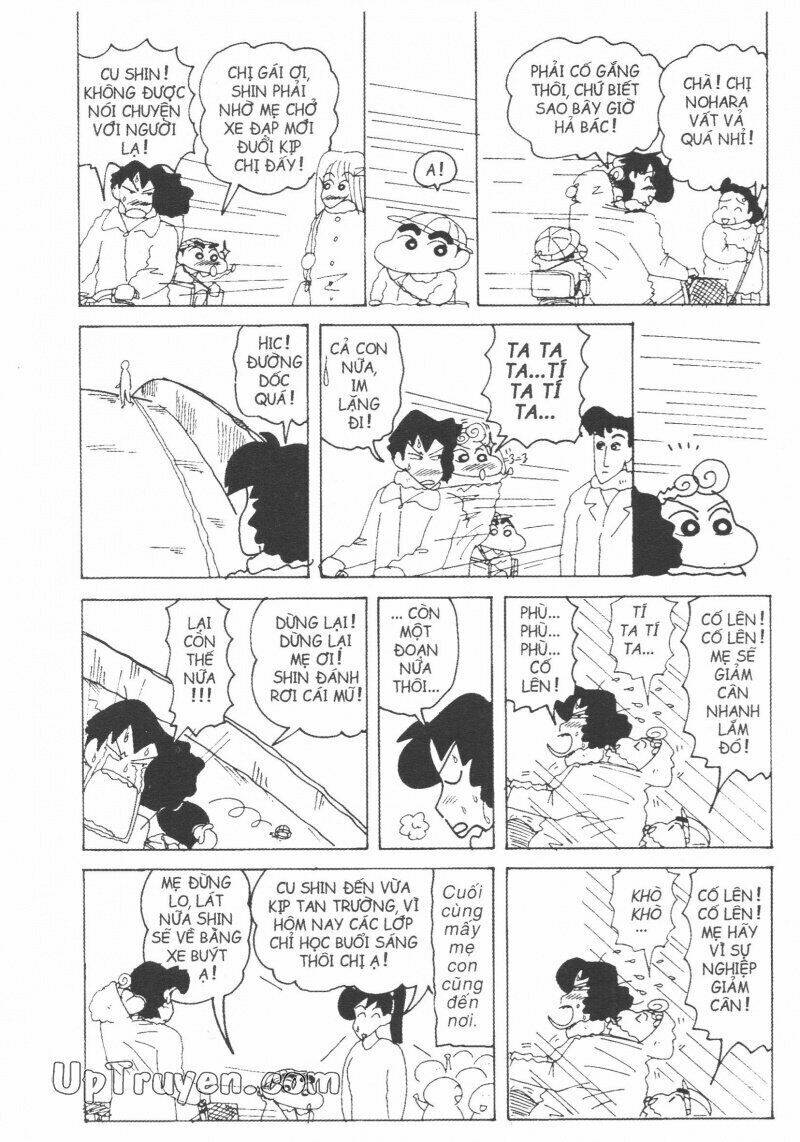 CHÀ! CHỊ
NOHARA
VẤT VẢ
QUÁ NHỈ!
PHẢI CỐ GẮNG
THÔI, CHỨ BIẾT
SAO BÂY GIỜ
HẢ BÁC!
A!
CHỊ GÁI ƠI,
SHIN PHẢI
NHỜ MẸ CHỞ
XE ĐẠP MỚI
ĐUỔI KỊP
CHỊ ĐẤY!
CU SHIN!
KHÔNG ĐƯỢC
NÓI CHUYỆN
VỚI NGƯỜI
LẠ!
TA TA
TA...TÍ
TA TÍ
TA...
CẢ CON
NỮA,
IM
LẶNG
ĐI!
HIC!
ĐƯỜNG
DỐC
QUÁ!
CỐ LÊN!
CỐ LÊN!
MẸ SẼ
GIẢM
CÂN
NHANH
LẮM
ĐÓ!
TÍ
TA TÍ
TA...
PHÙ...
PHÙ...
PHÙ...
CỐ
LÊN!
... CÒN
MỘT
ĐOẠN
NỮA
THÔI...
DỪNG LẠI!
DỪNG LẠI
MẸ ƠI!
SHIN ĐÁNH
RƠI CÁI MŨ!
LẠI
CÒN
THẾ
NỮA!
!!!
CỐ LÊN!
CỐ LÊN!
MẸ HÃY
VÌ SỰ
NGHIỆP
GIẢM
CÂN!
KHÒ
KHÒ
...
Cuối
cùng
mấy
mẹ
con
cũng
đến
nơi.
CU SHIN ĐẾN VỪA
KỊP TAN TRƯỜNG, VÌ
HÔM NAY CÁC LỚP
CHỈ HỌC BUỔI SÁNG
THÔI CHỊ Ạ!
MẸ ĐỪNG
LO, LÁT
NỮA SHIN
SẼ VỀ BẰNG
XE BUÝT
Ạ!
UpTruyen.com